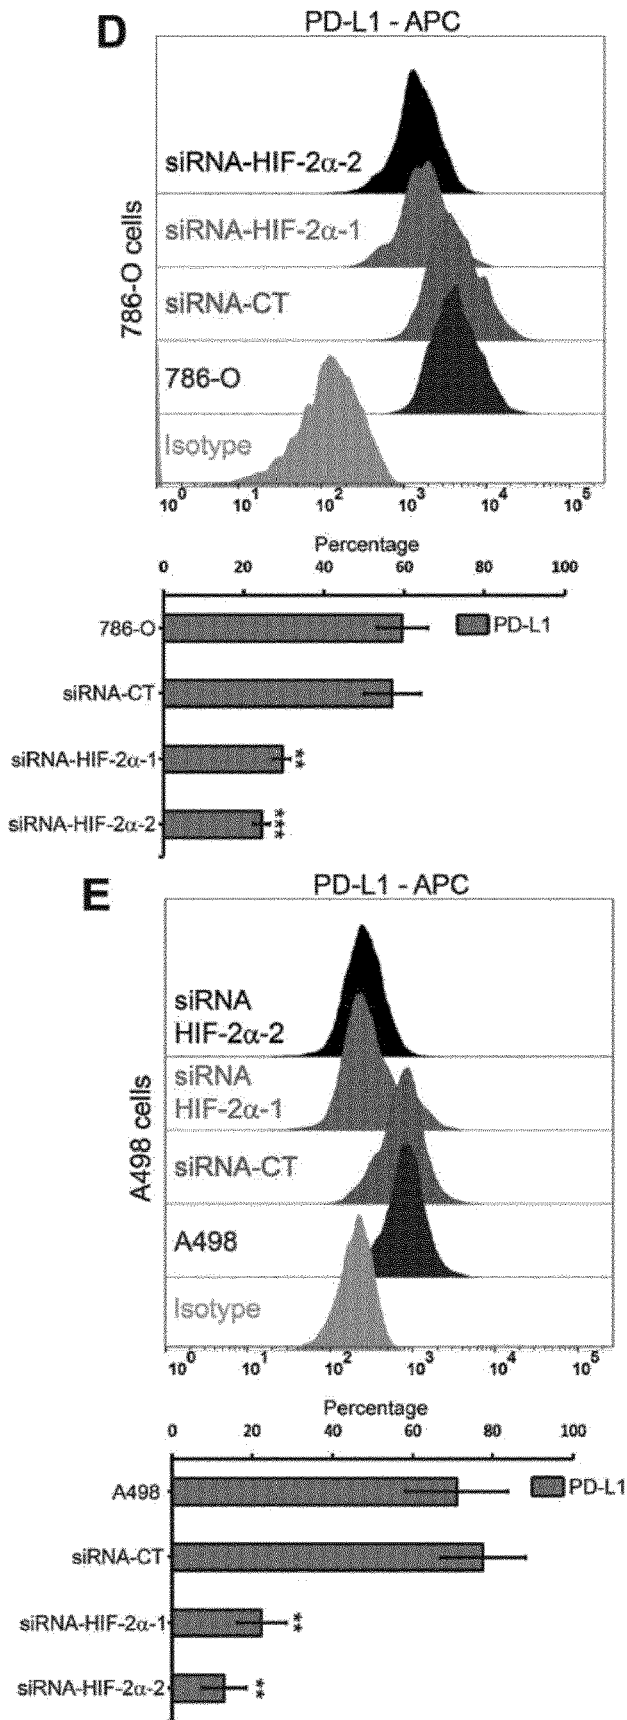 D
PD-L1 - APC
786-O cells
siRNA-HIF-2α-2
siRNA-HIF-2α-1
siRNA-CT
786-O
Isotype
10^0 10^1 10^2 10^3 10^4 10^5
Percentage
0 20 40 60 80 100
786-O PD-L1
siRNA-CT
siRNA-HIF-2α-1 **
siRNA-HIF-2α-2 ***
E
PD-L1 - APC
A498 cells
siRNA
HIF-2α-2
siRNA
HIF-2α-1
siRNA-CT
A498
Isotype
10^0 10^1 10^2 10^3 10^4 10^5
Percentage
0 20 40 60 80 100
A498 PD-L1
siRNA-CT
siRNA-HIF-2α-1 **
siRNA-HIF-2α-2 **